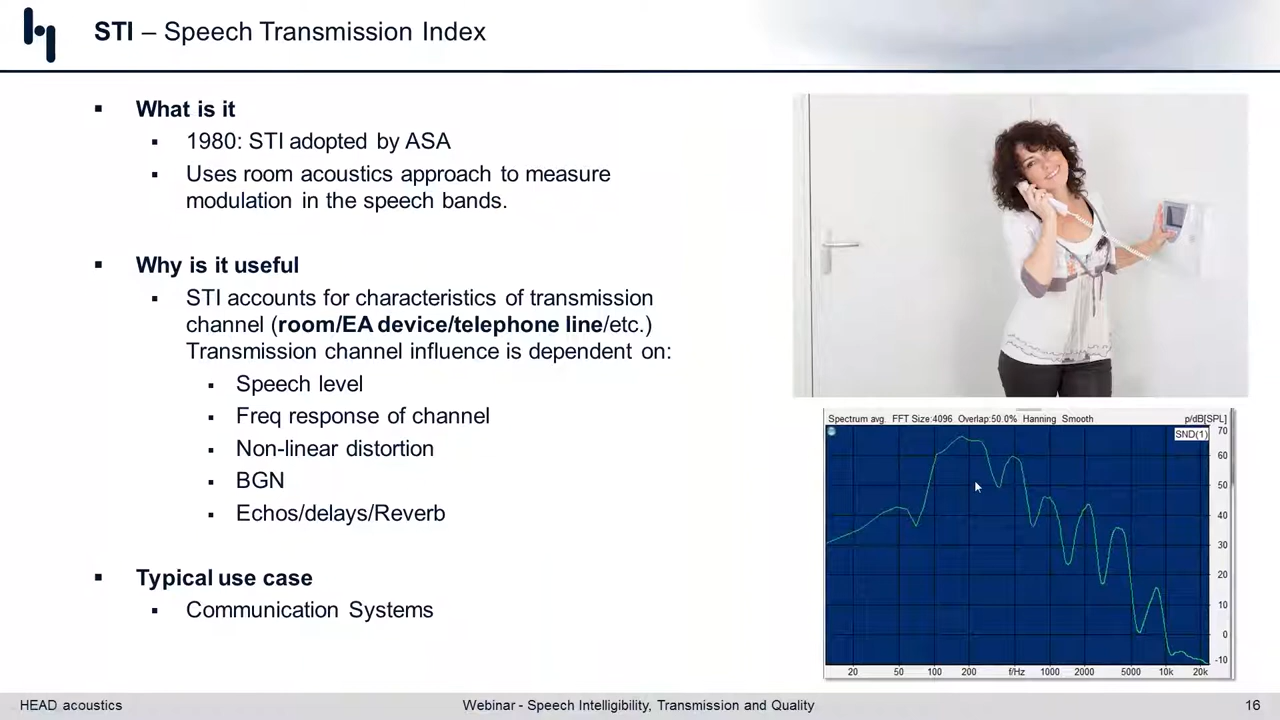 STI – Speech Transmission Index
▪ What is it
▪ 1980: STI adopted by ASA
▪ Uses room acoustics approach to measure
modulation in the speech bands.
▪ Why is it useful
▪ STI accounts for characteristics of transmission
channel (room/EA device/telephone line/etc.)
Transmission channel influence is dependent on:
▪ Speech level
▪ Freq response of channel
▪ Non-linear distortion
▪ BGN
▪ Echos/delays/Reverb
▪ Typical use case
▪ Communication Systems
Spectrum avg. FFT Size:4096 Overlap:50.0% Hanning Smooth p/dB[SPL]
SND(1)
70
60
50
40
30
20
10
0
-10
20 50 100 200 f/Hz 1000 2000 5000 10k 20k
HEAD acoustics Webinar - Speech Intelligibility, Transmission and Quality 16